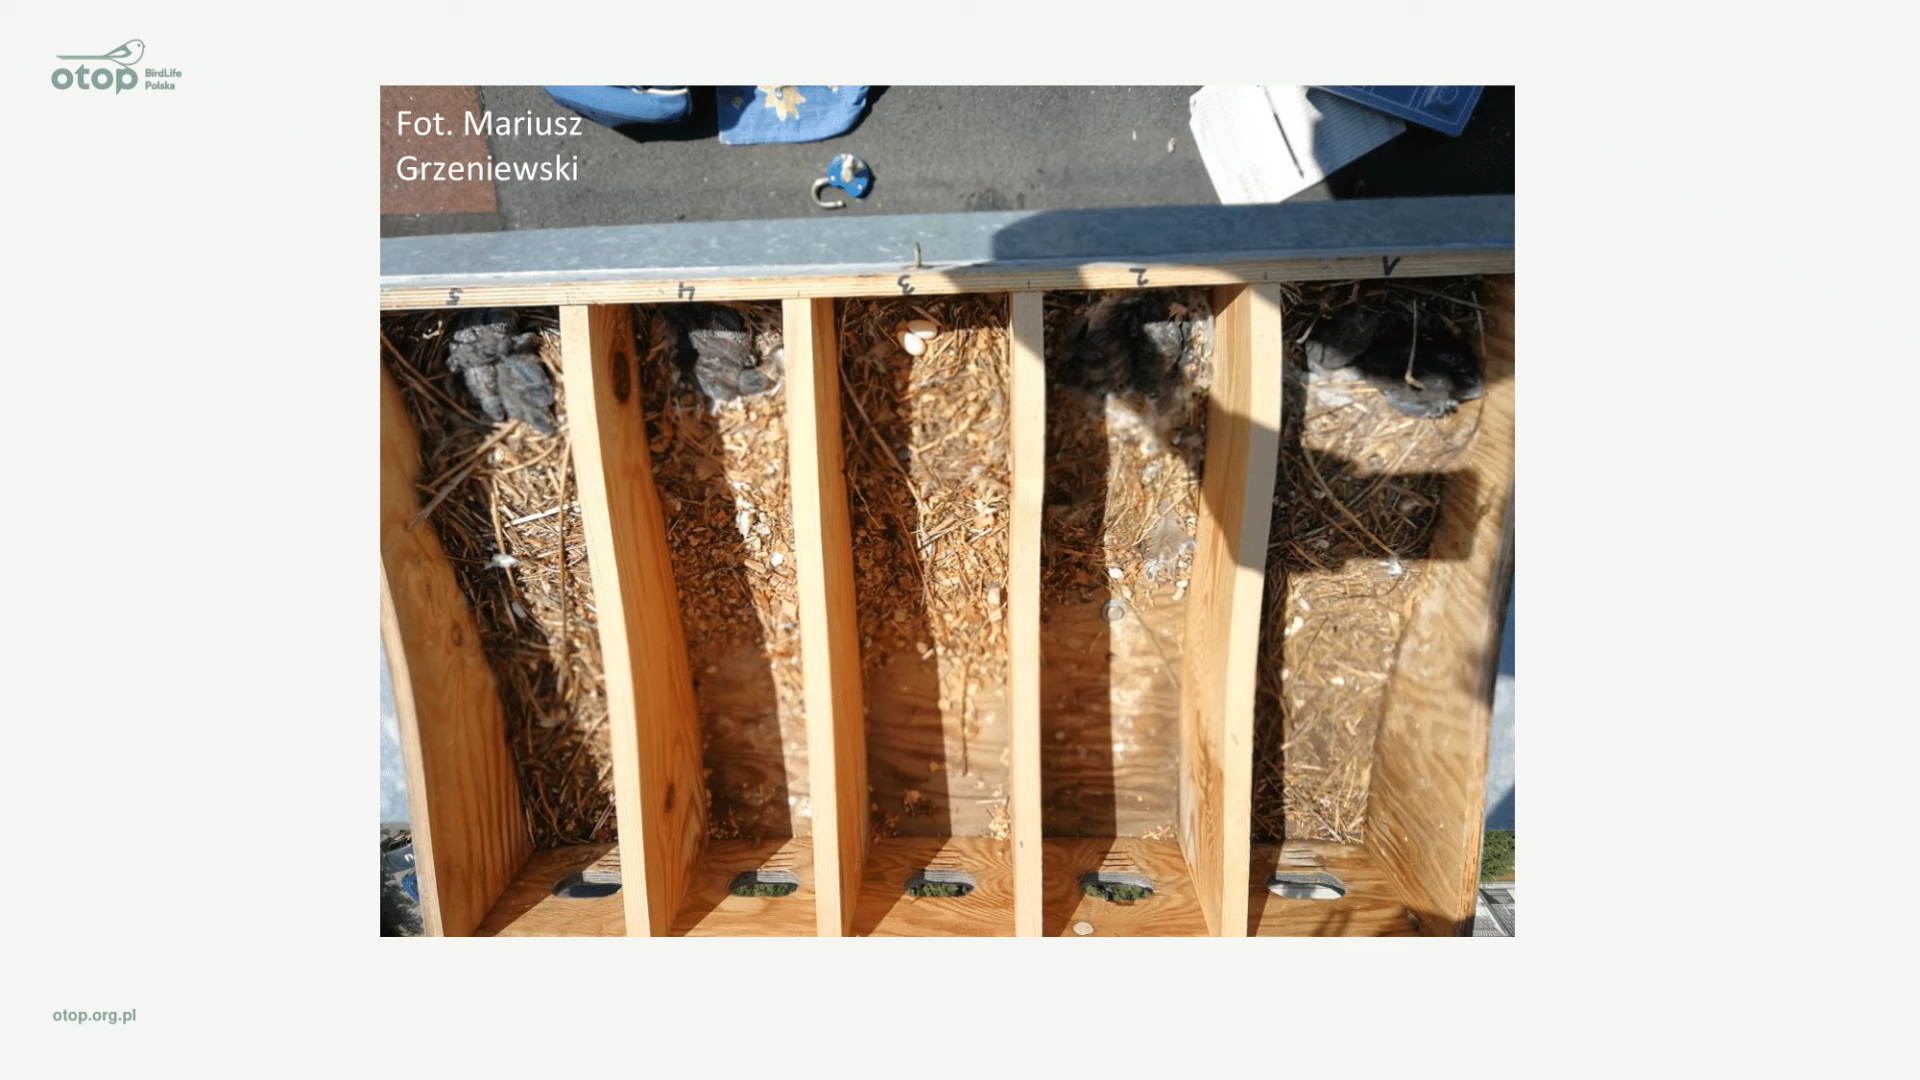 otop BirdLife
Polska
Fot. Mariusz
Grzeniewski
5 4 3 2 1
otop.org.pl